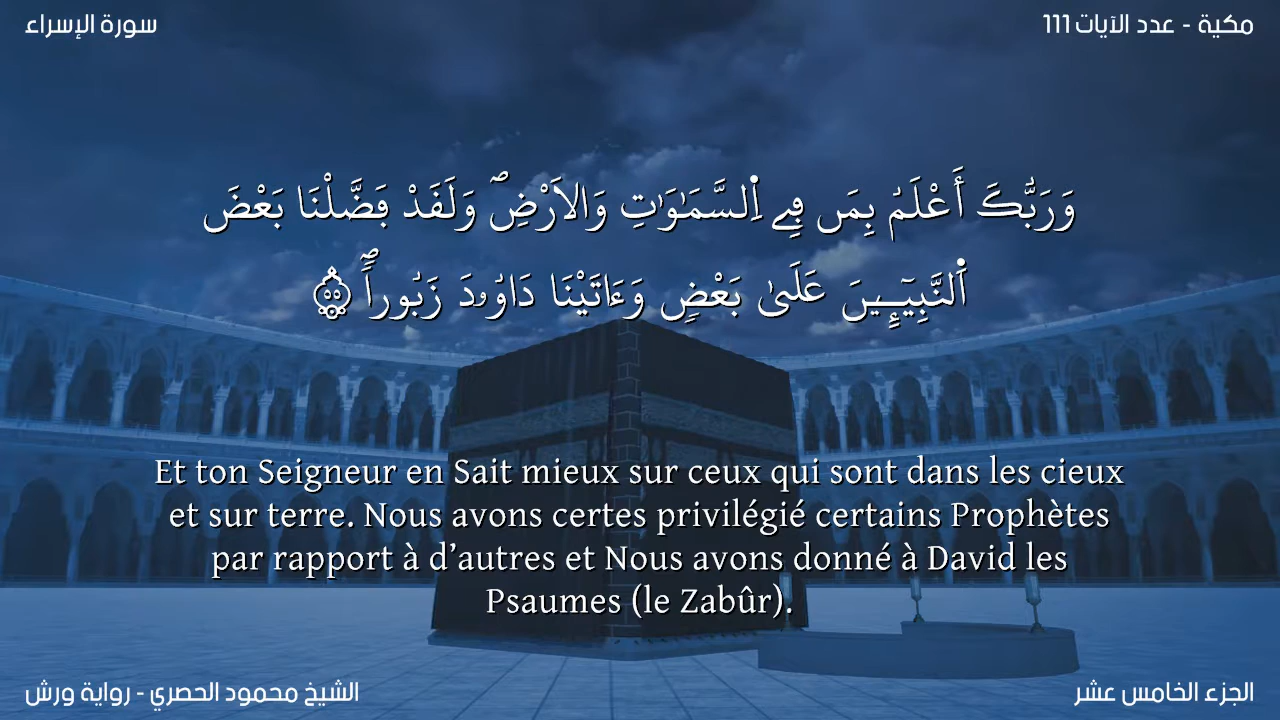 مكية - عدد الآيات 111
سورة الإسراء
وَرَبُّكَ أَعْلَمُ بِمَن فِے اِ۬لسَّمَٰوَٰتِ وَالَارْضِۖ وَلَقَدْ فَضَّلْنَا بَعْضَ
اَ۬لنَّبِيٓـِٕينَ عَلَىٰ بَعْضٖ وَءَاتَيْنَا دَاوُۥدَ زَبُوراٗۖ ۝٥٥
Et ton Seigneur en Sait mieux sur ceux qui sont dans les cieux
et sur terre. Nous avons certes privilégié certains Prophètes
par rapport à d’autres et Nous avons donné à David les
Psaumes (le Zabûr).
الجزء الخامس عشر
الشيخ محمود الحصري - رواية ورش